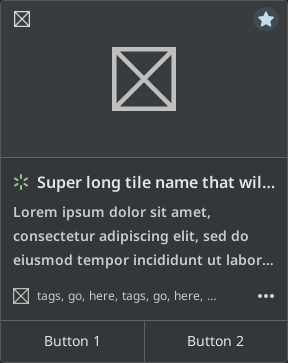 Super long tile name that wil...
Lorem ipsum dolor sit amet,
consectetur adipiscing elit, sed do
eiusmod tempor incididunt ut labor...
tags, go, here, tags, go, here, ...
Button 1
Button 2